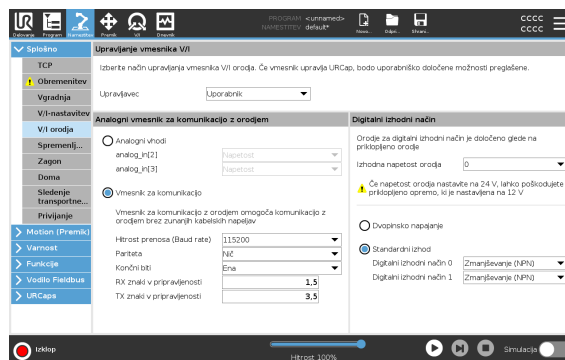 PROGRAM <unnamed>
NAMESTITEV default*
Delovanje Program Namestitev Premik V/I Dnevnik
Novo... Odpri... Shrani...
CCCC
CCCC
Splošno
TCP
Obremenitev
Vgradnja
V/I-nastavitev
V/I orodja
Spremenlj...
Zagon
Doma
Sledenje
transportne...
Privijanje
Motion (Premik)
Varnost
Funkcije
Vodilo Fieldbus
URCaps
Upravljanje vmesnika V/I
Izberite način upravljanja vmesnika V/I orodja. Če vmesnik upravlja URCap, bodo uporabniško določene možnosti preglašene.
Upravljavec Uporabnik
Analogni vmesnik za komunikacijo z orodjem
Analogni vhodi
analog_in[2] Napetost
analog_in[3] Napetost
Vmesnik za komunikacijo
Vmesnik za komunikacijo z orodjem omogoča komunikacijo z
orodjem brez zunanjih kabelskih napeljav
Hitrost prenosa (Baud rate) 115200
Pariteta Nič
Končni biti Ena
RX znaki v pripravljenosti 1,5
TX znaki v pripravljenosti 3,5
Digitalni izhodni način
Orodje za digitalni izhodni način je določeno glede na
priklopljeno orodje
Izhodna napetost orodja 0
Če napetost orodja nastavite na 24 V, lahko poškodujete
priklopljeno opremo, ki je nastavljena na 12 V
Dvopinsko napajanje
Standardni izhod
Digitalni izhodni način 0 Zmanjševanje (NPN)
Digitalni izhodni način 1 Zmanjševanje (NPN)
Izklop
Hitrost 100%
Simulacija